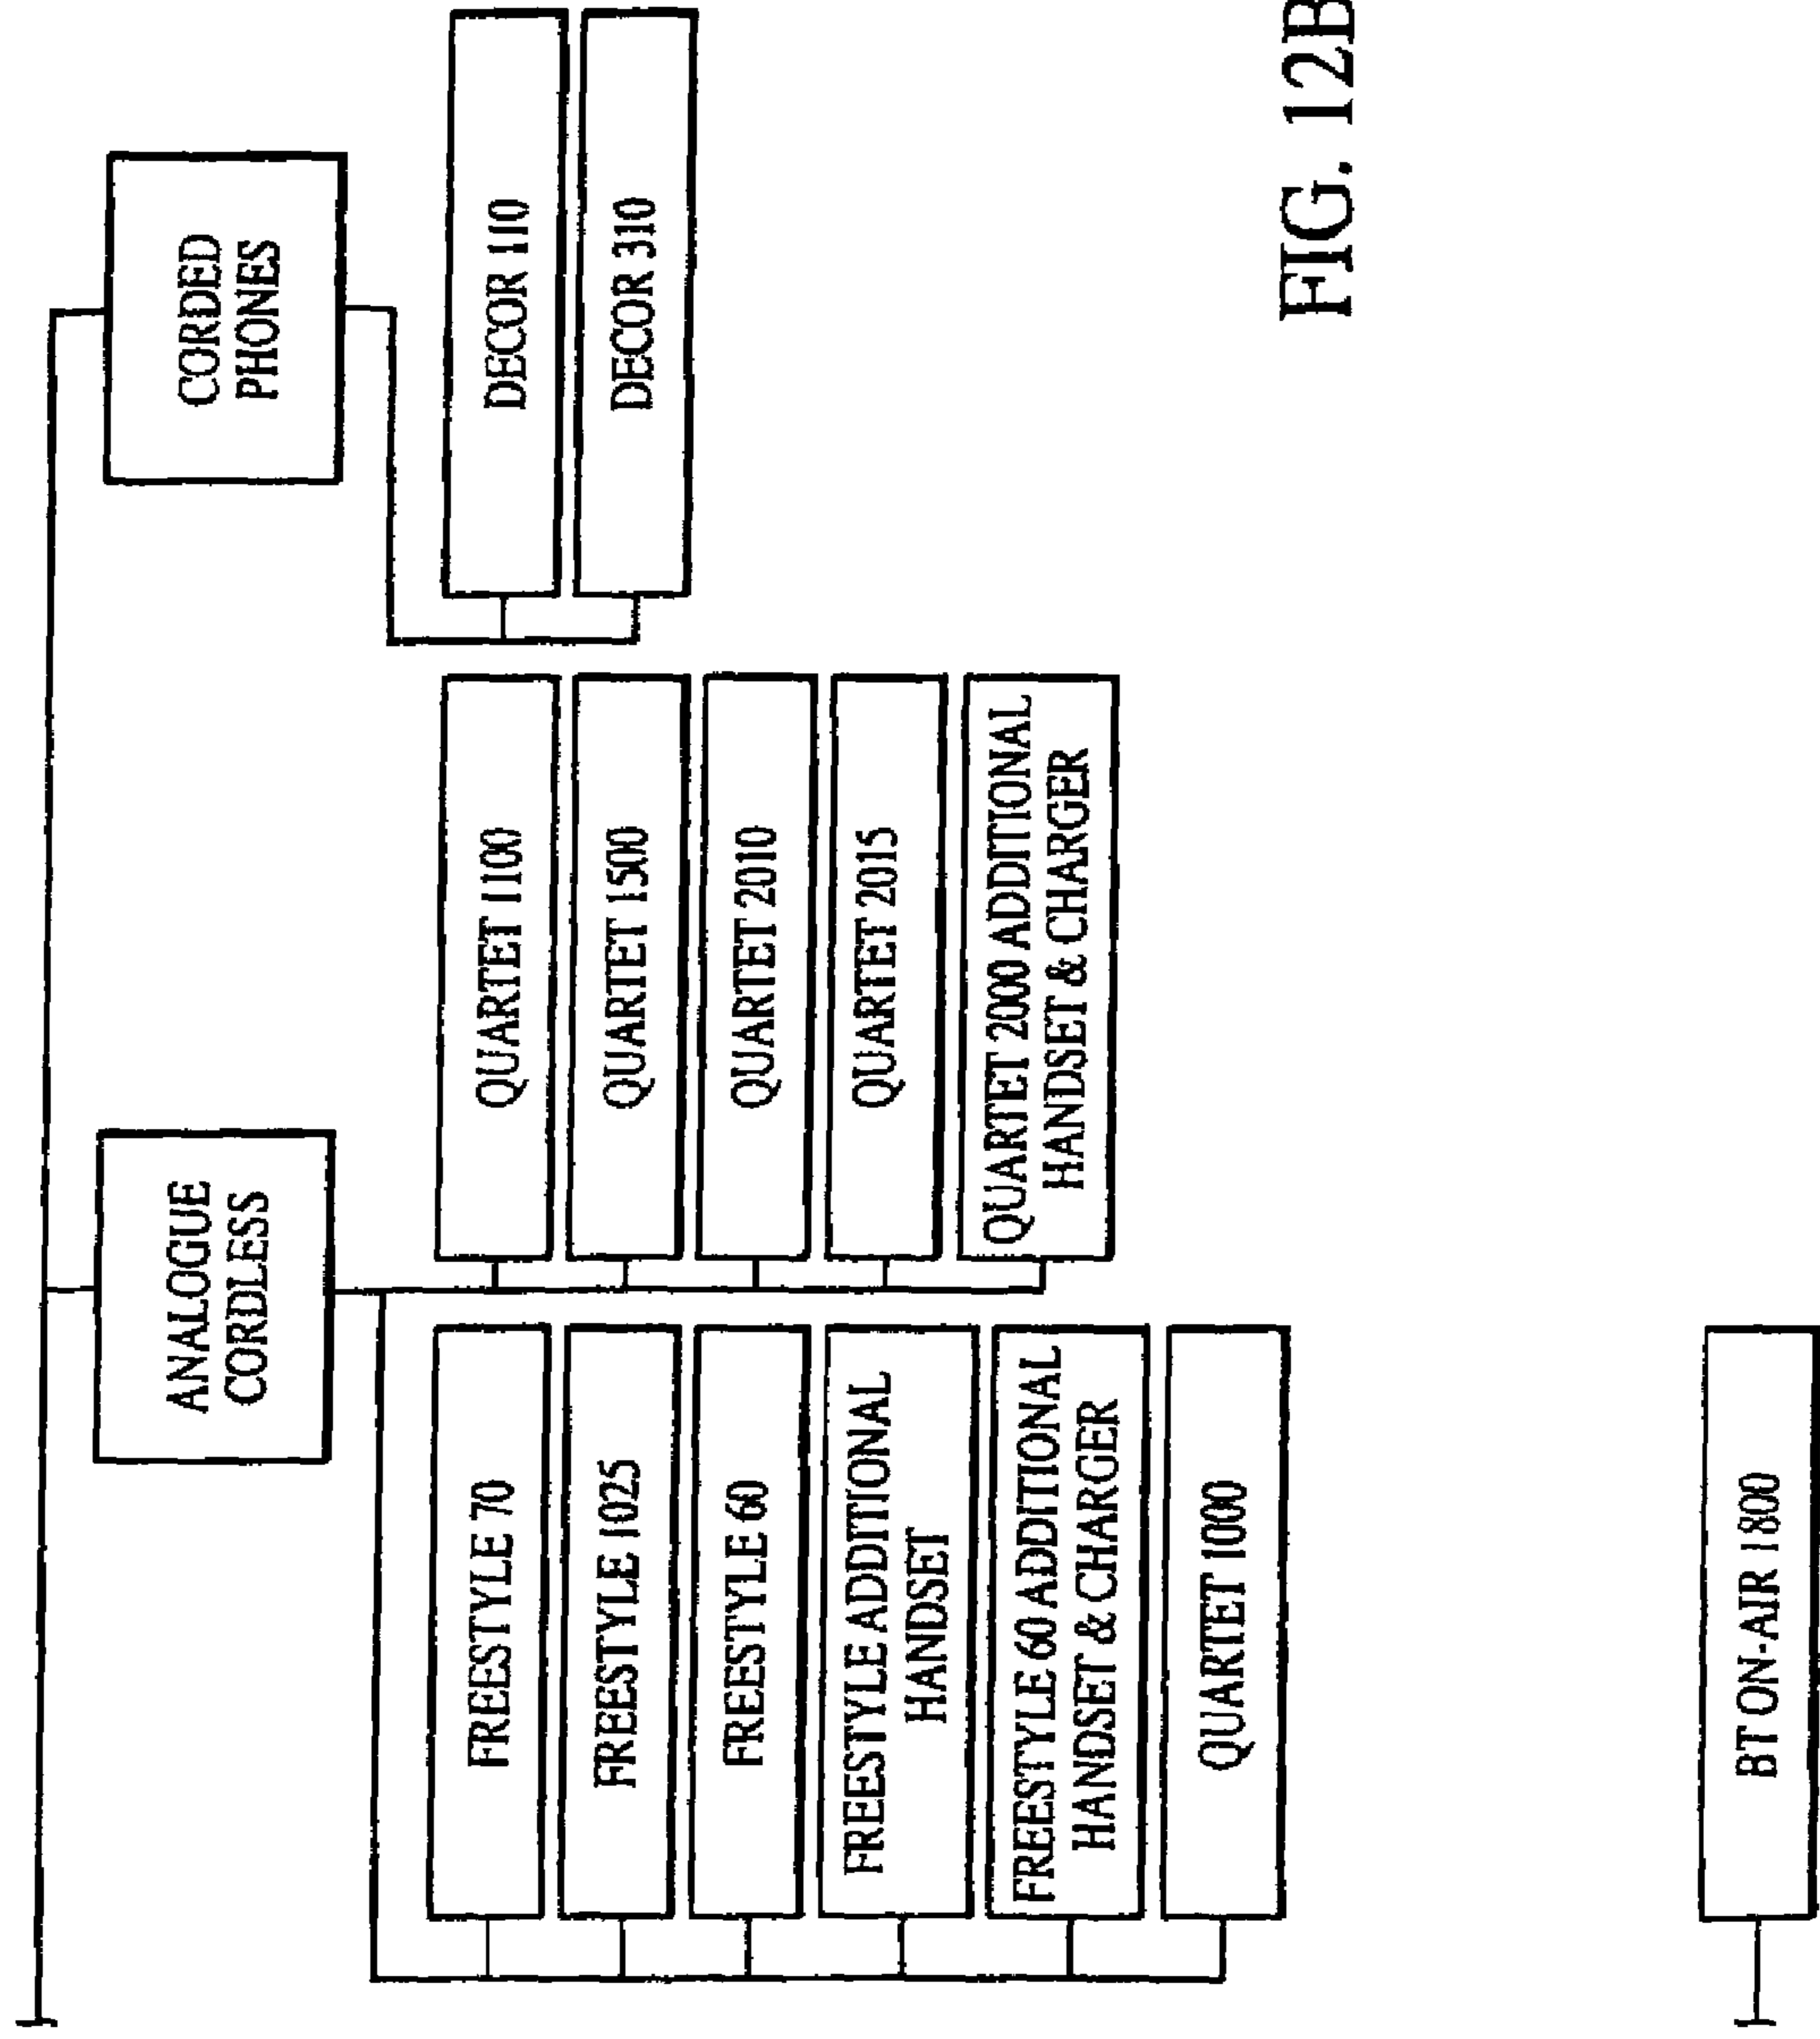 ANALOGUE
CORDLESS
CORDED
PHONES
FREESTYLE 70
FREESTYLE 1025
FREESTYLE 60
FREESTYLE ADDITIONAL
HANDSET
FREESTYLE 60 ADDITIONAL
HANDSET & CHARGER
QUARTET 1000
QUARTET 1100
QUARTET 1500
QUARTET 2010
QUARTET 2015
QUARTET 2000 ADDITIONAL
HANDSET & CHARGER
DECOR 110
DECOR 310
BT ON-AIR 1800
FIG. 12B